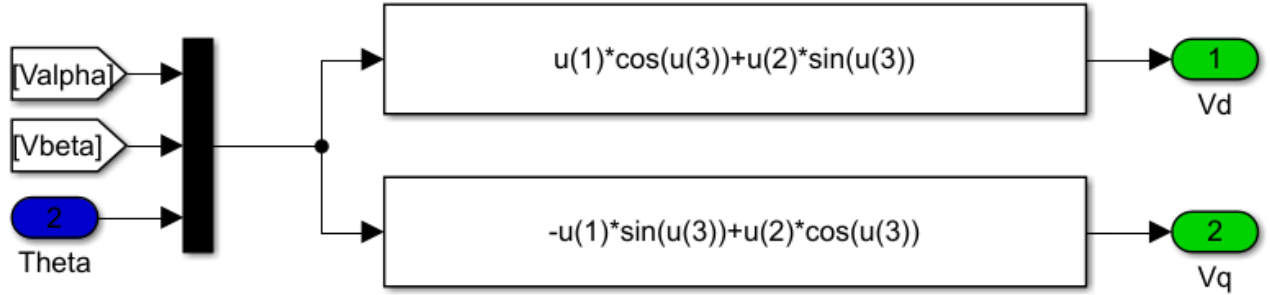 [Valpha]
[Vbeta]
2
Theta
u(1)*cos(u(3))+u(2)*sin(u(3))
1
Vd
-u(1)*sin(u(3))+u(2)*cos(u(3))
2
Vq